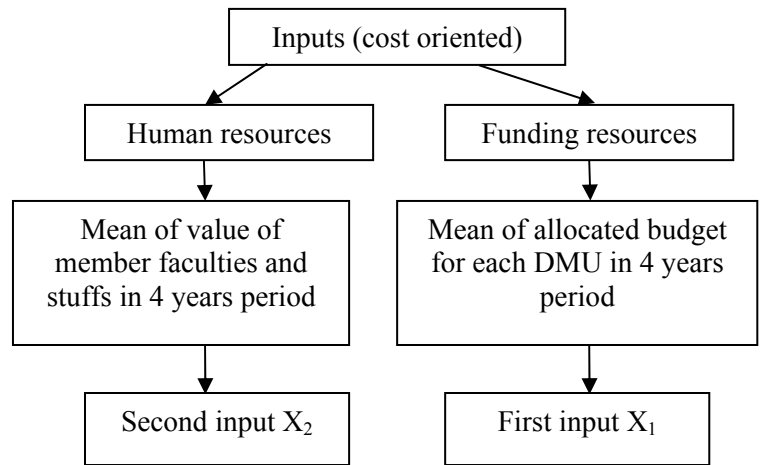 Inputs (cost oriented)
Human resources
Funding resources
Mean of value of
member faculties and
stuffs in 4 years period
Mean of allocated budget
for each DMU in 4 years
period
Second input X₂
First input X₁